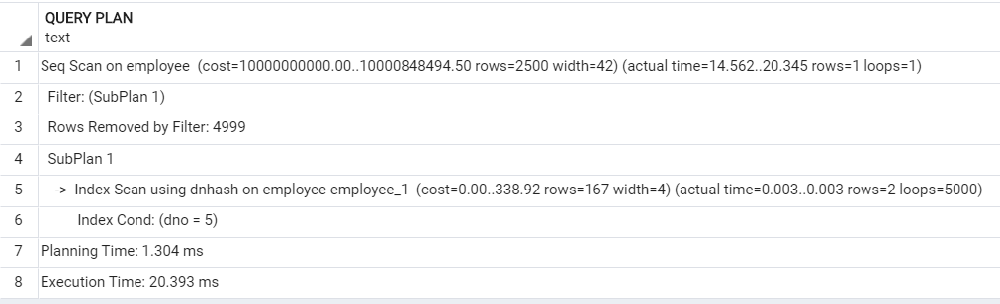 QUERY PLAN
text
1 Seq Scan on employee (cost=10000000000.00..10000848494.50 rows=2500 width=42) (actual time=14.562..20.345 rows=1 loops=1)
2 Filter: (SubPlan 1)
3 Rows Removed by Filter: 4999
4 SubPlan 1
5 -> Index Scan using dnhash on employee employee_1 (cost=0.00..338.92 rows=167 width=4) (actual time=0.003..0.003 rows=2 loops=5000)
6 Index Cond: (dno = 5)
7 Planning Time: 1.304 ms
8 Execution Time: 20.393 ms